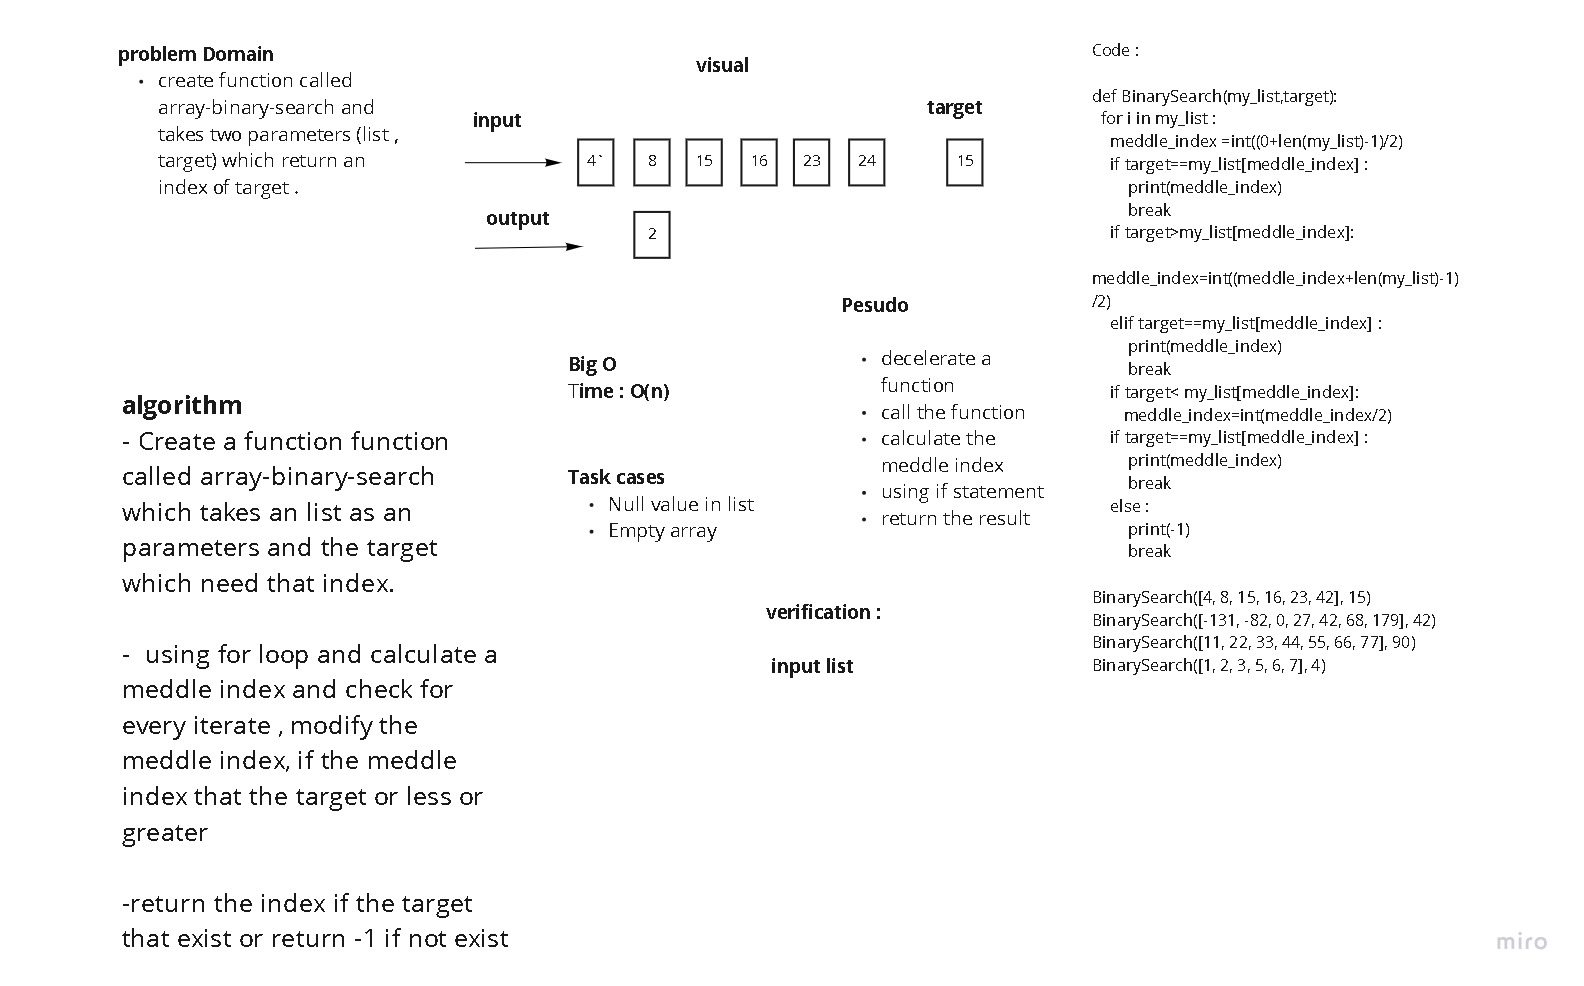 problem Domain
• create function called
array-binary-search and
takes two parameters (list ,
target) which return an
index of target .
visual
input
target
4` 8 15 16 23 24 15
output
2
Pesudo
• decelerate a
function
• call the function
• calculate the
meddle index
• using if statement
• return the result
Big O
Time : O(n)
Task cases
• Null value in list
• Empty array
verification :
input list
algorithm
- Create a function function
called array-binary-search
which takes an list as an
parameters and the target
which need that index.
-  using for loop and calculate a
meddle index and check for
every iterate , modify the
meddle index, if the meddle
index that the target or less or
greater
-return the index if the target
that exist or return -1 if not exist
Code :
def BinarySearch(my_list,target):
for i in my_list :
meddle_index =int((0+len(my_list)-1)/2)
if target==my_list[meddle_index] :
print(meddle_index)
break
if target>my_list[meddle_index]:
meddle_index=int((meddle_index+len(my_list)-1)
/2)
elif target==my_list[meddle_index] :
print(meddle_index)
break
if target< my_list[meddle_index]:
meddle_index=int(meddle_index/2)
if target==my_list[meddle_index] :
print(meddle_index)
break
else :
print(-1)
break
BinarySearch([4, 8, 15, 16, 23, 42], 15)
BinarySearch([-131, -82, 0, 27, 42, 68, 179], 42)
BinarySearch([11, 22, 33, 44, 55, 66, 77], 90)
BinarySearch([1, 2, 3, 5, 6, 7], 4)
miro